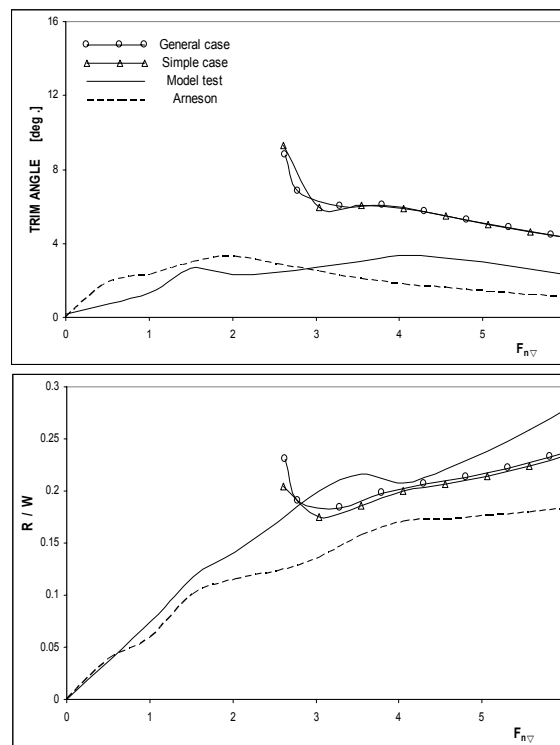 16
General case
Simple case
Model test
Arneson
12
8
4
0
TRIM ANGLE [deg .]
0 1 2 3 4 5
Fn▽
0.3
0.25
0.2
0.15
0.1
0.05
0
R / W
0 1 2 3 4 5
Fn▽